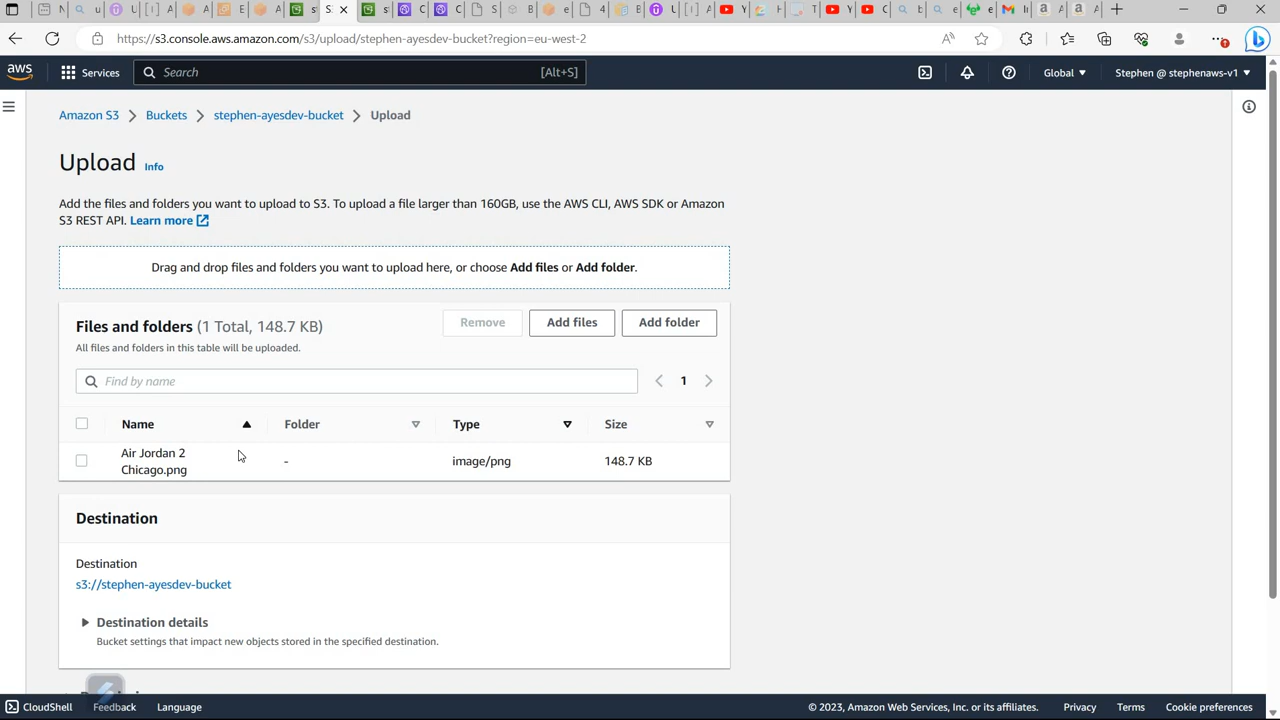 https://s3.console.aws.amazon.com/s3/upload/stephen-ayesdev-bucket?region=eu-west-2
aws
Services
Search
[Alt+S]
Global
Stephen @ stephenaws-v1
Amazon S3
Buckets
stephen-ayesdev-bucket
Upload
Upload
Info
Add the files and folders you want to upload to S3. To upload a file larger than 160GB, use the AWS CLI, AWS SDK or Amazon
S3 REST API. Learn more
Drag and drop files and folders you want to upload here, or choose Add files or Add folder.
Files and folders (1 Total, 148.7 KB)
Remove
Add files
Add folder
All files and folders in this table will be uploaded.
Find by name
1
Name
Folder
Type
Size
Air Jordan 2
Chicago.png
-
image/png
148.7 KB
Destination
Destination
s3://stephen-ayesdev-bucket
Destination details
Bucket settings that impact new objects stored in the specified destination.
CloudShell
Feedback
Language
© 2023, Amazon Web Services, Inc. or its affiliates.
Privacy
Terms
Cookie preferences